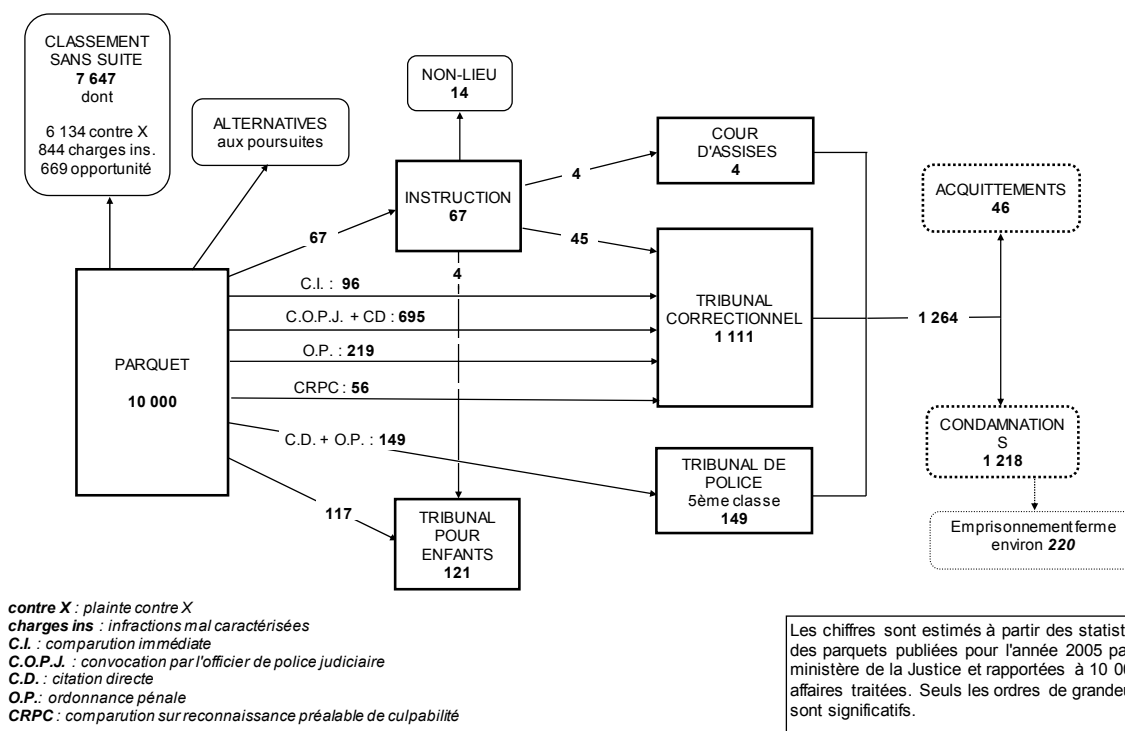 CLASSEMENT
SANS SUITE
7 647
dont
6 134 contre X
844 charges ins.
669 opportunité
ALTERNATIVES
aux poursuites
NON-LIEU
14
INSTRUCTION
67
COUR
D'ASSISES
4
ACQUITTEMENTS
46
67
4
45
4
PARQUET
10 000
C.I. : 96
C.O.P.J. + CD : 695
O.P. : 219
CRPC : 56
C.D. + O.P. : 149
117
TRIBUNAL
CORRECTIONNEL
1 111
1 264
TRIBUNAL DE
POLICE
5ème classe
149
TRIBUNAL
POUR
ENFANTS
121
CONDAMNATION
S
1 218
Emprisonnement ferme
environ 220
contre X : plainte contre X
charges ins : infractions mal caractérisées
C.I. : comparution immédiate
C.O.P.J. : convocation par l'officier de police judiciaire
C.D. : citation directe
O.P.: ordonnance pénale
CRPC : comparution sur reconnaissance préalable de culpabilité
Les chiffres sont estimés à partir des statist
des parquets publiées pour l'année 2005 pa
ministère de la Justice et rapportées à 10 00
affaires traitées. Seuls les ordres de grandeu
sont significatifs.